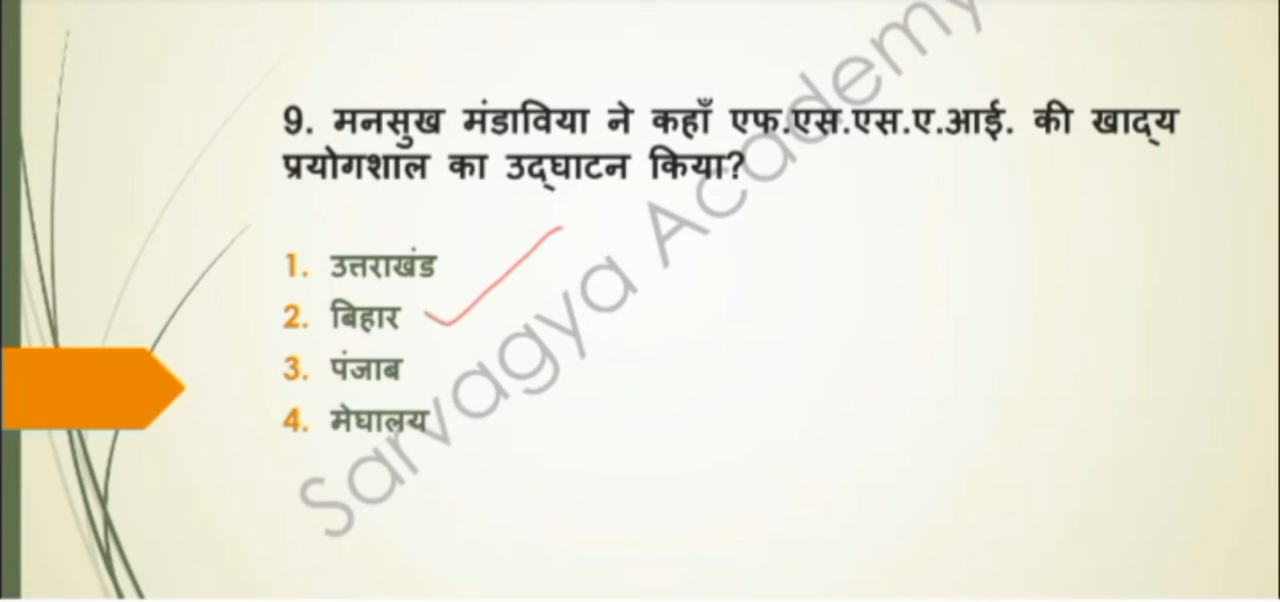 9. मनसुख मंडाविया ने कहाँ एफ.एस.एस.ए.आई. की खाद्य
प्रयोगशाल का उद्घाटन किया?
1. उत्तराखंड
2. बिहार
3. पंजाब
4. मेघालय
Sarvagya Academy